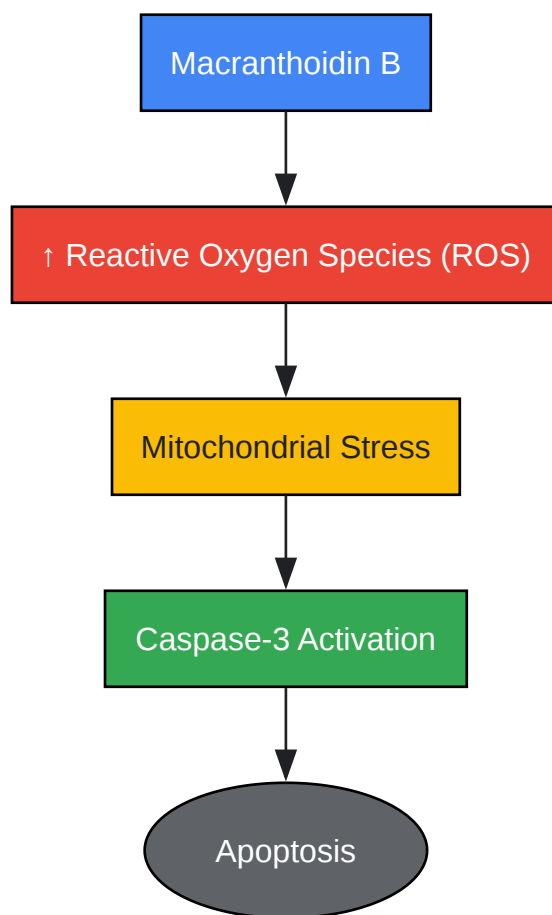 Macranthoidin B
↑ Reactive Oxygen Species (ROS)
Mitochondrial Stress
Caspase-3 Activation
Apoptosis